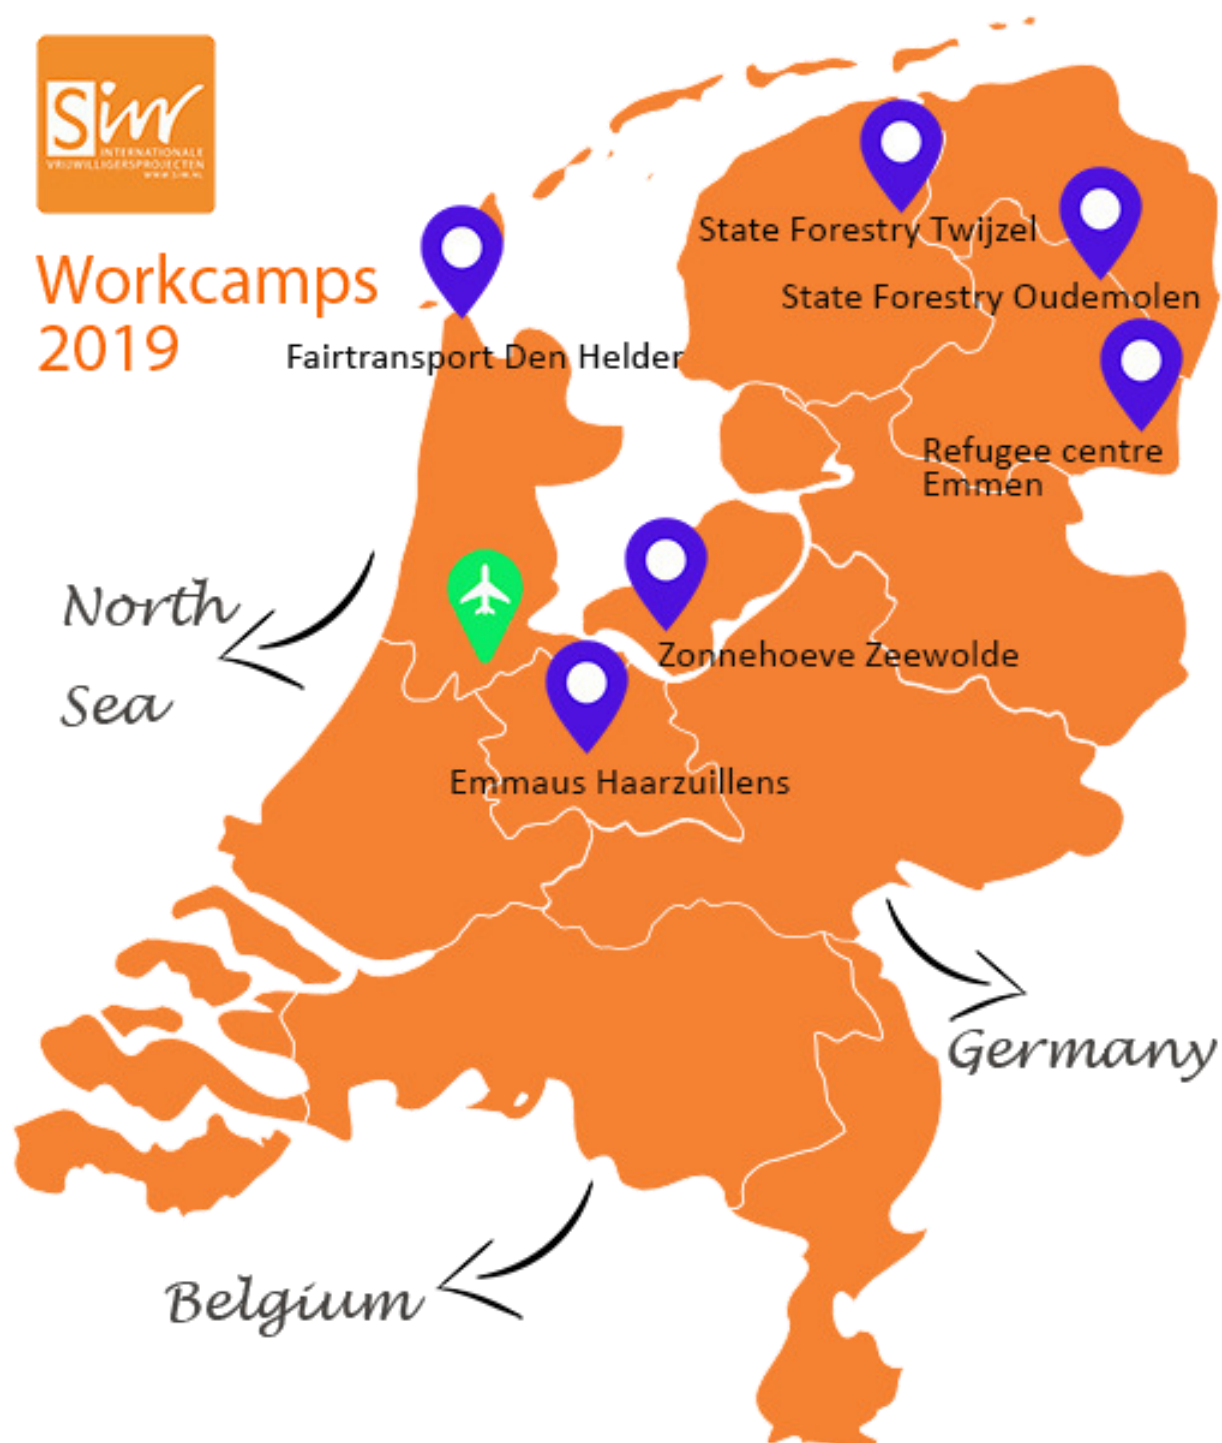 Siw
INTERNATIONALE
VRIJWILLIGERSPROJECTEN
WWW.SIW.NL
Workcamps
2019
State Forestry Twijzel
State Forestry Oudemolen
Fairtransport Den Helder
Refugee centre
Emmen
North
Sea
Zonnehoeve Zeewolde
Emmaus Haarzuillens
Germany
Belgium